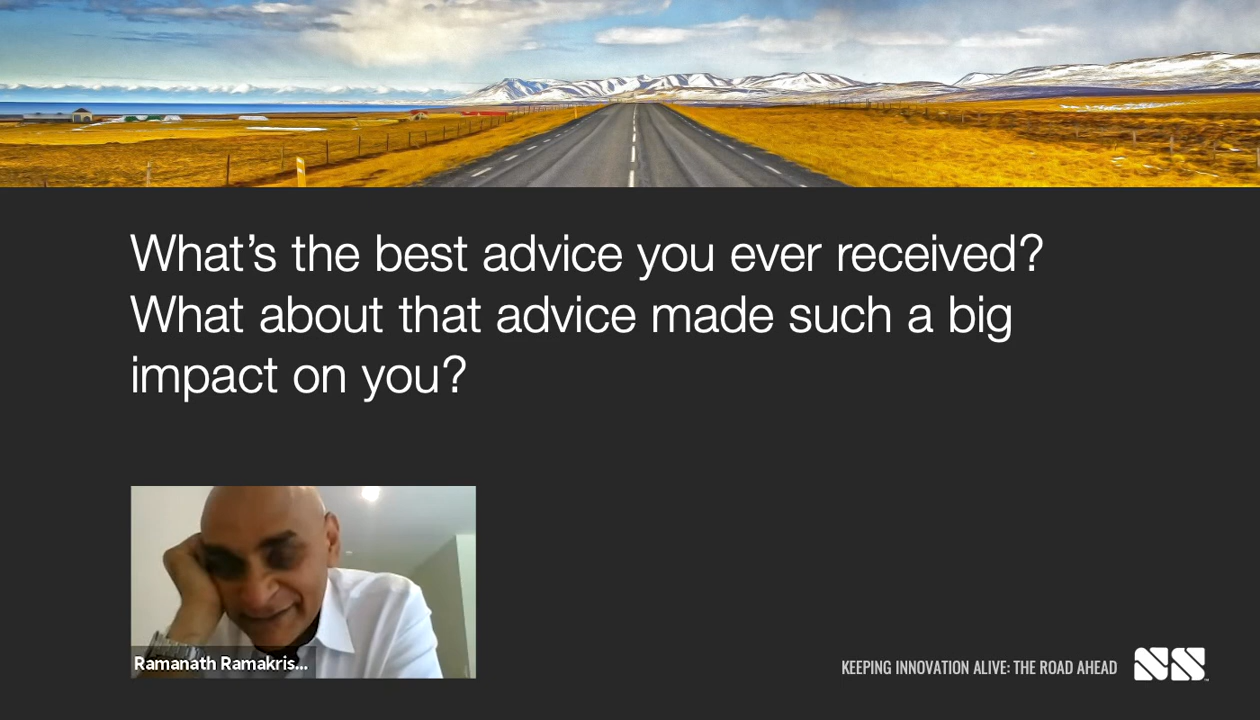 What’s the best advice you ever received?
What about that advice made such a big
impact on you?
Ramanath Ramakris...
KEEPING INNOVATION ALIVE: THE ROAD AHEAD